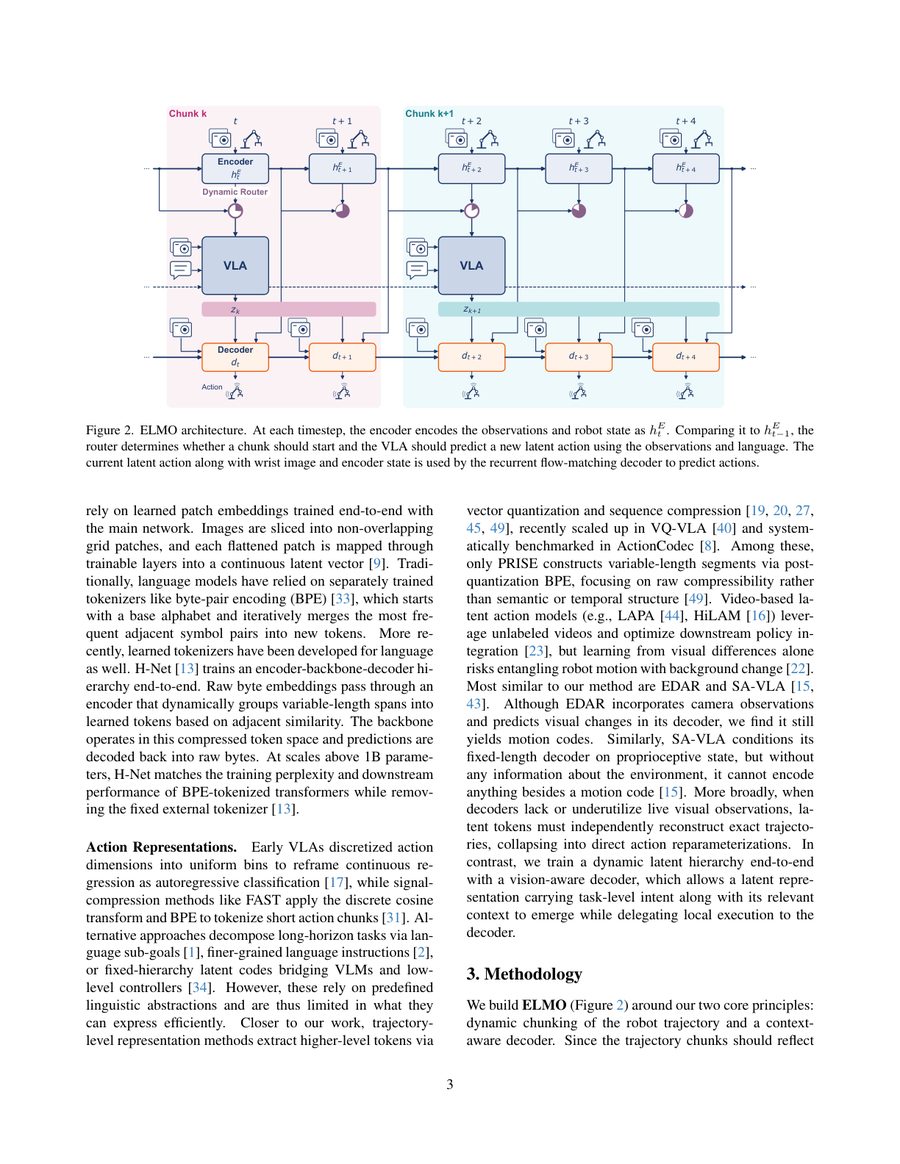 Chunk k
Chunk k+1
t
t + 1
t + 2
t + 3
t + 4
Encoder
h_t^E
h_{t+1}^E
h_{t+2}^E
h_{t+3}^E
h_{t+4}^E
Dynamic Router
VLA
VLA
z_k
z_{k+1}
Decoder
d_t
d_{t+1}
d_{t+2}
d_{t+3}
d_{t+4}
Action
Figure 2. ELMO architecture. At each timestep, the encoder encodes the observations and robot state as h_t^E. Comparing it to h_{t−1}^E, the
router determines whether a chunk should start and the VLA should predict a new latent action using the observations and language. The
current latent action along with wrist image and encoder state is used by the recurrent flow-matching decoder to predict actions.
rely on learned patch embeddings trained end-to-end with
the main network. Images are sliced into non-overlapping
grid patches, and each flattened patch is mapped through
trainable layers into a continuous latent vector [9]. Tradi-
tionally, language models have relied on separately trained
tokenizers like byte-pair encoding (BPE) [33], which starts
with a base alphabet and iteratively merges the most fre-
quent adjacent symbol pairs into new tokens. More re-
cently, learned tokenizers have been developed for language
as well. H-Net [13] trains an encoder-backbone-decoder hi-
erarchy end-to-end. Raw byte embeddings pass through an
encoder that dynamically groups variable-length spans into
learned tokens based on adjacent similarity. The backbone
operates in this compressed token space and predictions are
decoded back into raw bytes. At scales above 1B parame-
ters, H-Net matches the training perplexity and downstream
performance of BPE-tokenized transformers while remov-
ing the fixed external tokenizer [13].
Action Representations. Early VLAs discretized action
dimensions into uniform bins to reframe continuous re-
gression as autoregressive classification [17], while signal-
compression methods like FAST apply the discrete cosine
transform and BPE to tokenize short action chunks [31]. Al-
ternative approaches decompose long-horizon tasks via lan-
guage sub-goals [1], finer-grained language instructions [2],
or fixed-hierarchy latent codes bridging VLMs and low-
level controllers [34]. However, these rely on predefined
linguistic abstractions and are thus limited in what they
can express efficiently. Closer to our work, trajectory-
level representation methods extract higher-level tokens via
vector quantization and sequence compression [19, 20, 27,
45, 49], recently scaled up in VQ-VLA [40] and system-
atically benchmarked in ActionCodec [8]. Among these,
only PRISE constructs variable-length segments via post-
quantization BPE, focusing on raw compressibility rather
than semantic or temporal structure [49]. Video-based la-
tent action models (e.g., LAPA [44], HiLAM [16]) lever-
age unlabeled videos and optimize downstream policy in-
tegration [23], but learning from visual differences alone
risks entangling robot motion with background change [22].
Most similar to our method are EDAR and SA-VLA [15,
43]. Although EDAR incorporates camera observations
and predicts visual changes in its decoder, we find it still
yields motion codes. Similarly, SA-VLA conditions its
fixed-length decoder on proprioceptive state, but without
any information about the environment, it cannot encode
anything besides a motion code [15]. More broadly, when
decoders lack or underutilize live visual observations, la-
tent tokens must independently reconstruct exact trajecto-
ries, collapsing into direct action reparameterizations. In
contrast, we train a dynamic latent hierarchy end-to-end
with a vision-aware decoder, which allows a latent repre-
sentation carrying task-level intent along with its relevant
context to emerge while delegating local execution to the
decoder.
3. Methodology
We build ELMO (Figure 2) around our two core principles:
dynamic chunking of the robot trajectory and a context-
aware decoder. Since the trajectory chunks should reflect
3